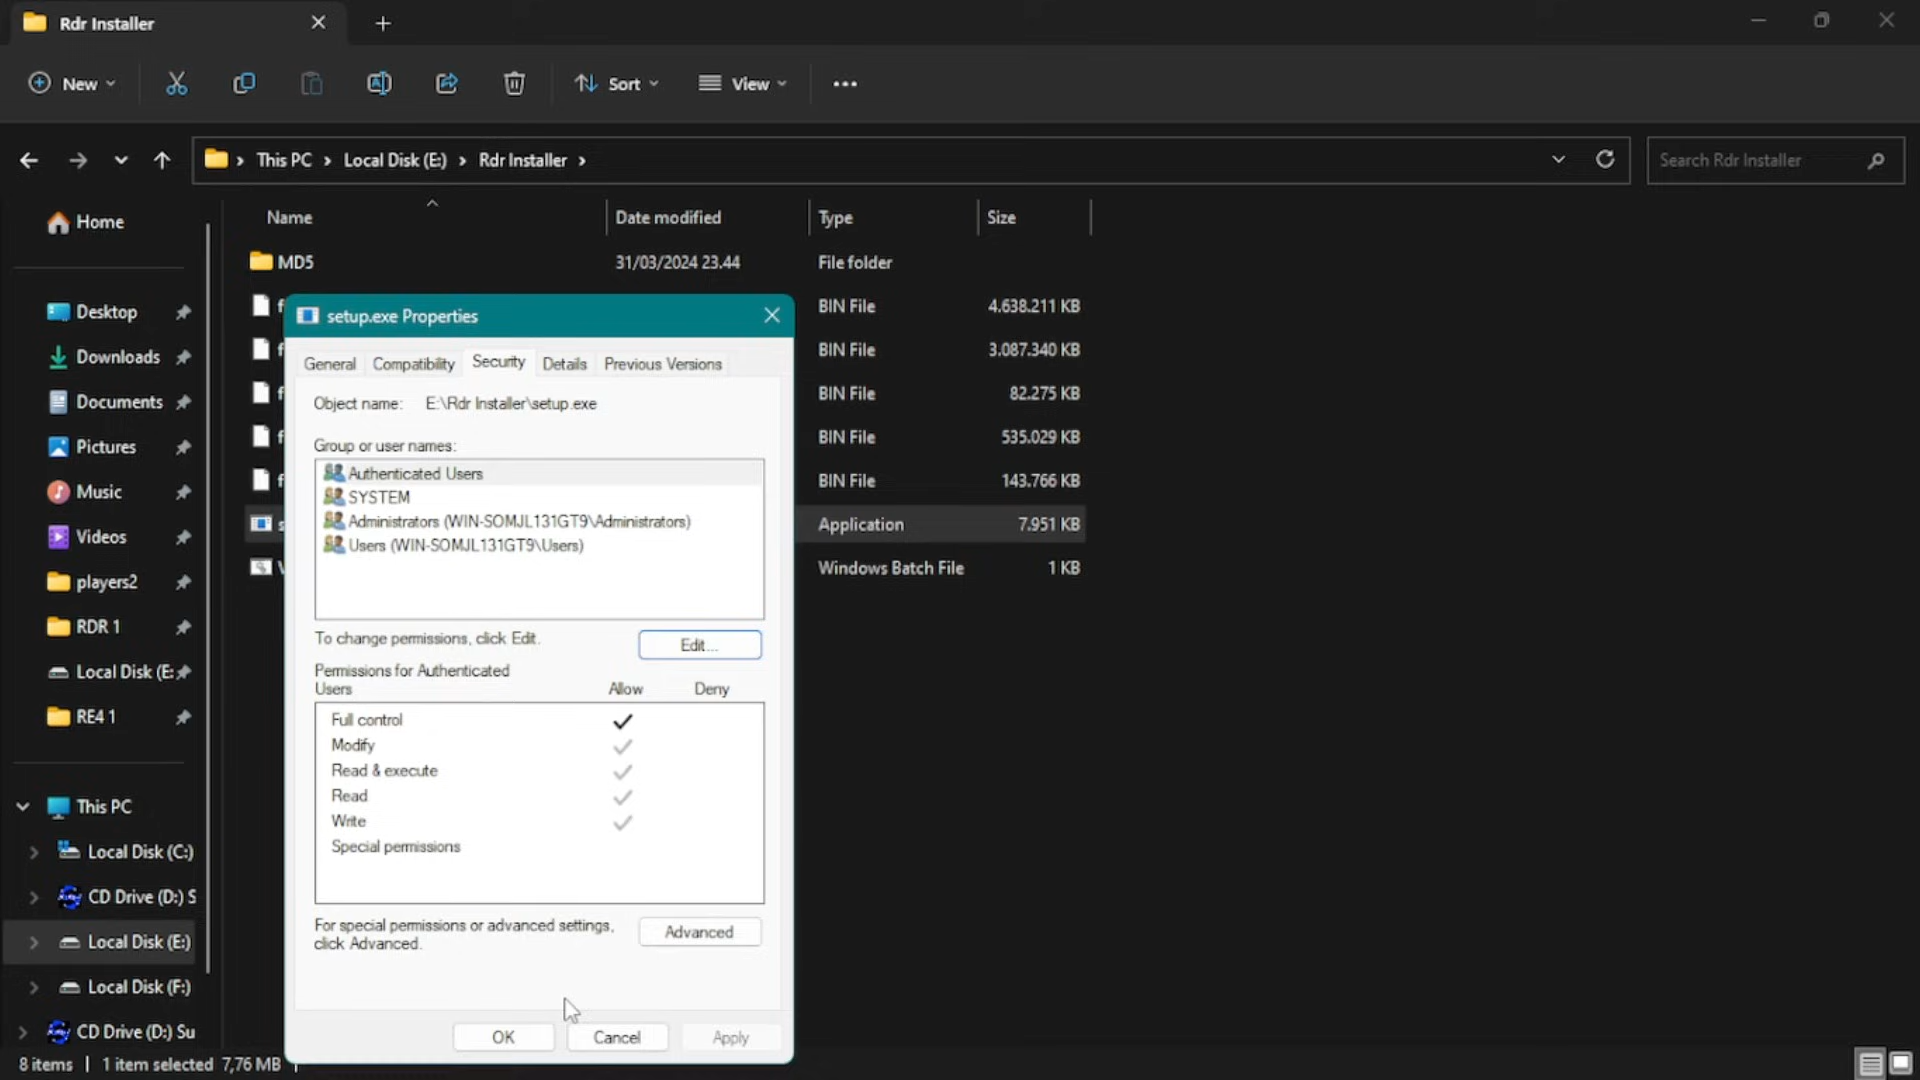 Rdr Installer
New
Sort
View
This PC
Local Disk (E:)
Rdr Installer
Search Rdr Installer
Name
Date modified
Type
Size
Home
Desktop
Downloads
Documents
Pictures
Music
Videos
players2
RDR 1
Local Disk (E:
RE4 1
This PC
Local Disk (C:)
CD Drive (D:) S
Local Disk (E:)
Local Disk (F:)
CD Drive (D:) Su
MD5 31/03/2024 23.44 File folder
f BIN File 4.638.211 KB
f BIN File 3.087.340 KB
f BIN File 82.275 KB
f BIN File 535.029 KB
f BIN File 143.766 KB
s Application 7.951 KB
V Windows Batch File 1 KB
setup.exe Properties
General Compatibility Security Details Previous Versions
Object name: E:\Rdr Installer\setup.exe
Group or user names:
Authenticated Users
SYSTEM
Administrators (WIN-SOMJL131GT9\Administrators)
Users (WIN-SOMJL131GT9\Users)
To change permissions, click Edit.
Edit...
Permissions for Authenticated
Users Allow Deny
Full control
Modify
Read & execute
Read
Write
Special permissions
For special permissions or advanced settings,
click Advanced.
Advanced
OK Cancel Apply
8 items 1 item selected 7,76 MB